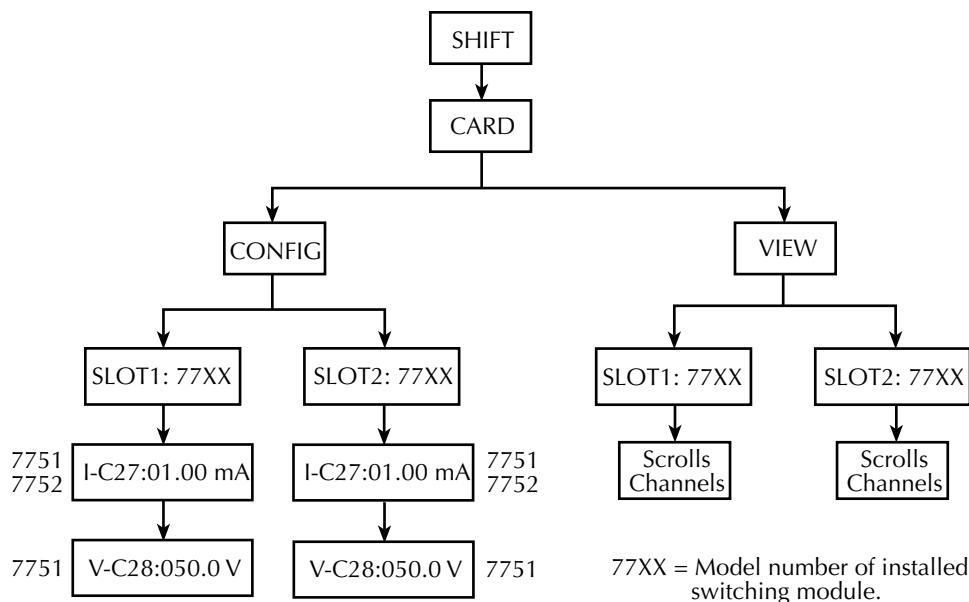 SHIFT
CARD
CONFIG
VIEW
SLOT1: 77XX
SLOT2: 77XX
SLOT1: 77XX
SLOT2: 77XX
7751
7752
I-C27:01.00 mA
I-C27:01.00 mA
7751
7752
Scrolls
Channels
Scrolls
Channels
7751
V-C28:050.0 V
V-C28:050.0 V
7751
77XX = Model number of installed
switching module.